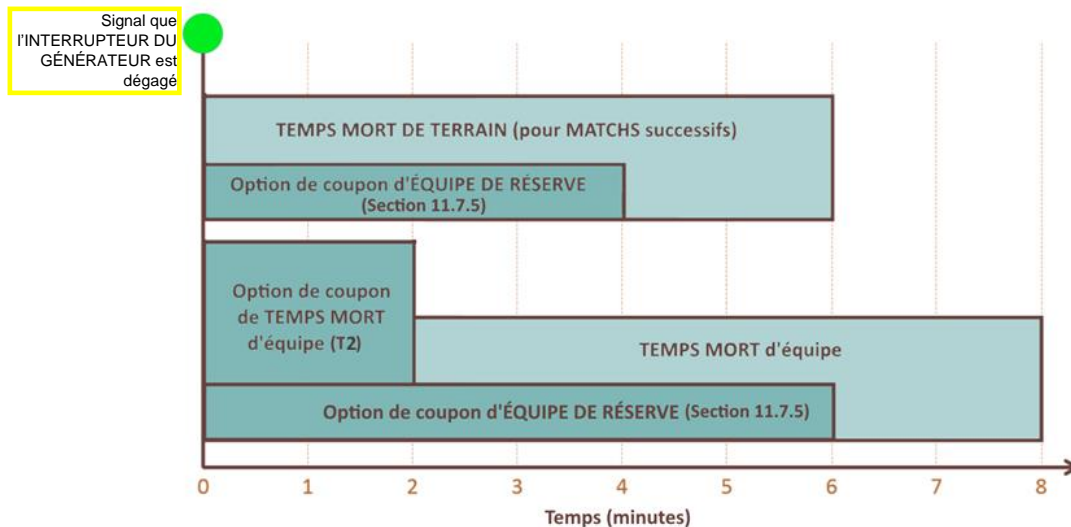 Signal que
l'INTERRUPTEUR DU
GÉNÉRATEUR est
dégagé
TEMPS MORT DE TERRAIN (pour MATCHS successifs)
Option de coupon d'ÉQUIPE DE RÉSERVE
(Section 11.7.5)
Option de coupon
de TEMPS MORT
d'équipe (T2)
TEMPS MORT d'équipe
Option de coupon d'ÉQUIPE DE RÉSERVE (Section 11.7.5)
0 1 2 3 4 5 6 7 8
Temps (minutes)